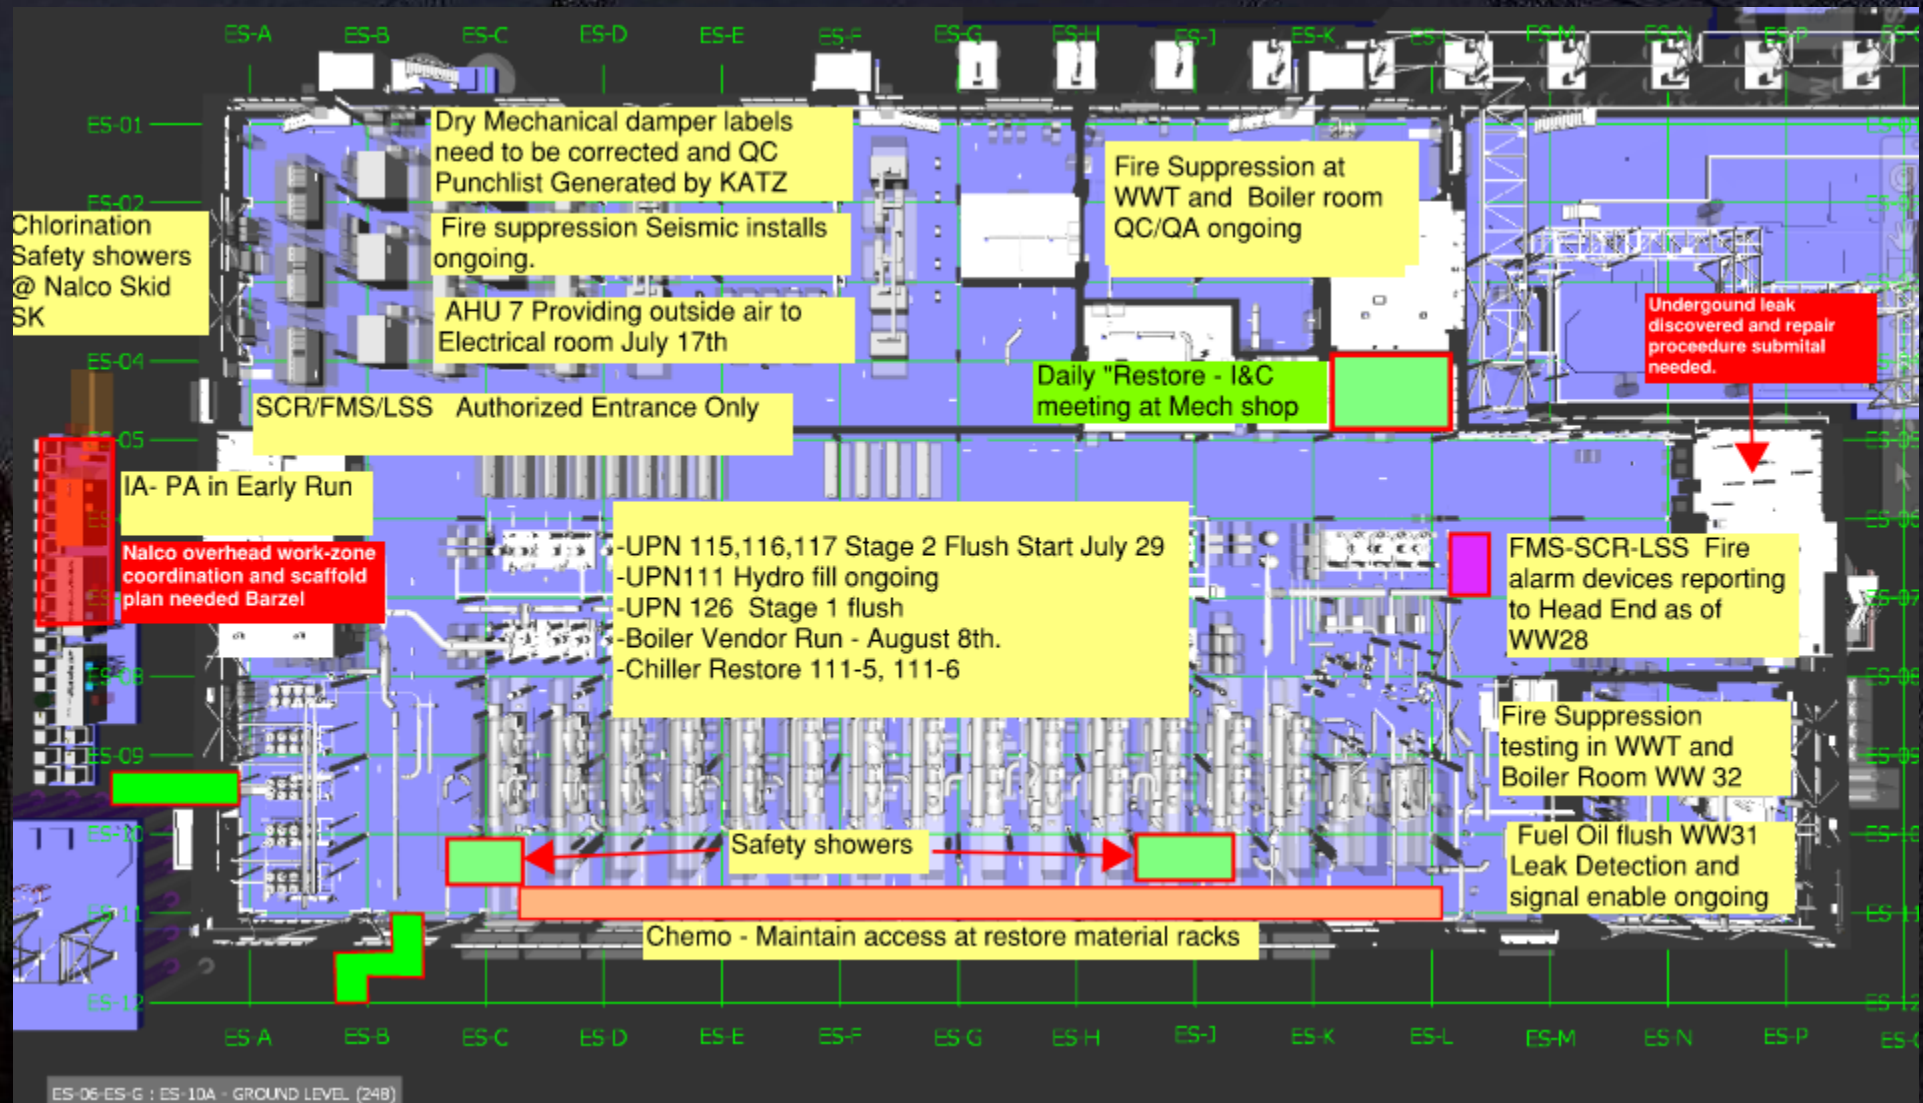 ES-A ES-B ES-C ES-D ES-E ES-F ES-G ES-H ES-J ES-K ES-L ES-M ES-N ES-P
ES-01
ES-02
ES-04
ES-05
ES-08
ES-09
ES-10
ES-11
ES-12
Dry Mechanical damper labels
need to be corrected and QC
Punchlist Generated by KATZ
Fire suppression Seismic installs
ongoing.
AHU 7 Providing outside air to
Electrical room July 17th
Fire Suppression at
WWT and Boiler room
QC/QA ongoing
Chlorination
Safety showers
@ Nalco Skid
SK
Undergound leak
discovered and repair
proceedure submital
needed.
Daily "Restore - I&C
meeting at Mech shop
SCR/FMS/LSS Authorized Entrance Only
IA- PA in Early Run
Nalco overhead work-zone
coordination and scaffold
plan needed Barzel
-UPN 115,116,117 Stage 2 Flush Start July 29
-UPN111 Hydro fill ongoing
-UPN 126 Stage 1 flush
-Boiler Vendor Run - August 8th.
-Chiller Restore 111-5, 111-6
FMS-SCR-LSS Fire
alarm devices reporting
to Head End as of
WW28
Fire Suppression
testing in WWT and
Boiler Room WW 32
Fuel Oil flush WW31
Leak Detection and
signal enable ongoing
Safety showers
Chemo - Maintain access at restore material racks
ES-A ES-B ES-C ES-D ES-E ES-F ES-G ES-H ES-J ES-K ES-L ES-M ES-N ES-P
ES-06-ES-G : ES-10A - GROUND LEVEL (248)